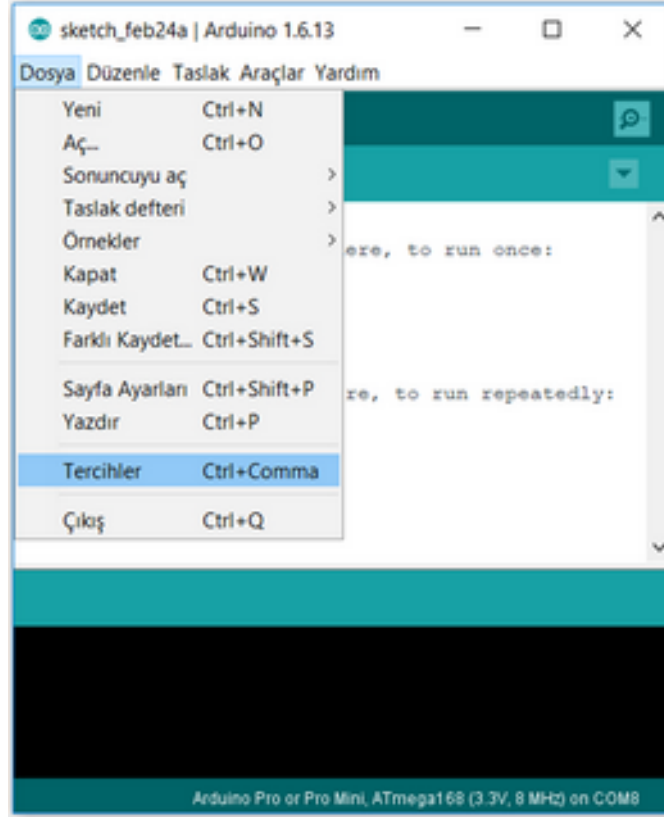 sketch_feb24a | Arduino 1.6.13
Dosya Düzenle Taslak Araçlar Yardım
Yeni Ctrl+N
Aç... Ctrl+O
Sonuncuyu aç
Taslak defteri
Örnekler
ere, to run once:
Kapat Ctrl+W
Kaydet Ctrl+S
Farklı Kaydet... Ctrl+Shift+S
Sayfa Ayarları Ctrl+Shift+P
re, to run repeatedly:
Yazdır Ctrl+P
Tercihler Ctrl+Comma
Çıkış Ctrl+Q
Arduino Pro or Pro Mini, ATmega168 (3.3V, 8 MHz) on COM8